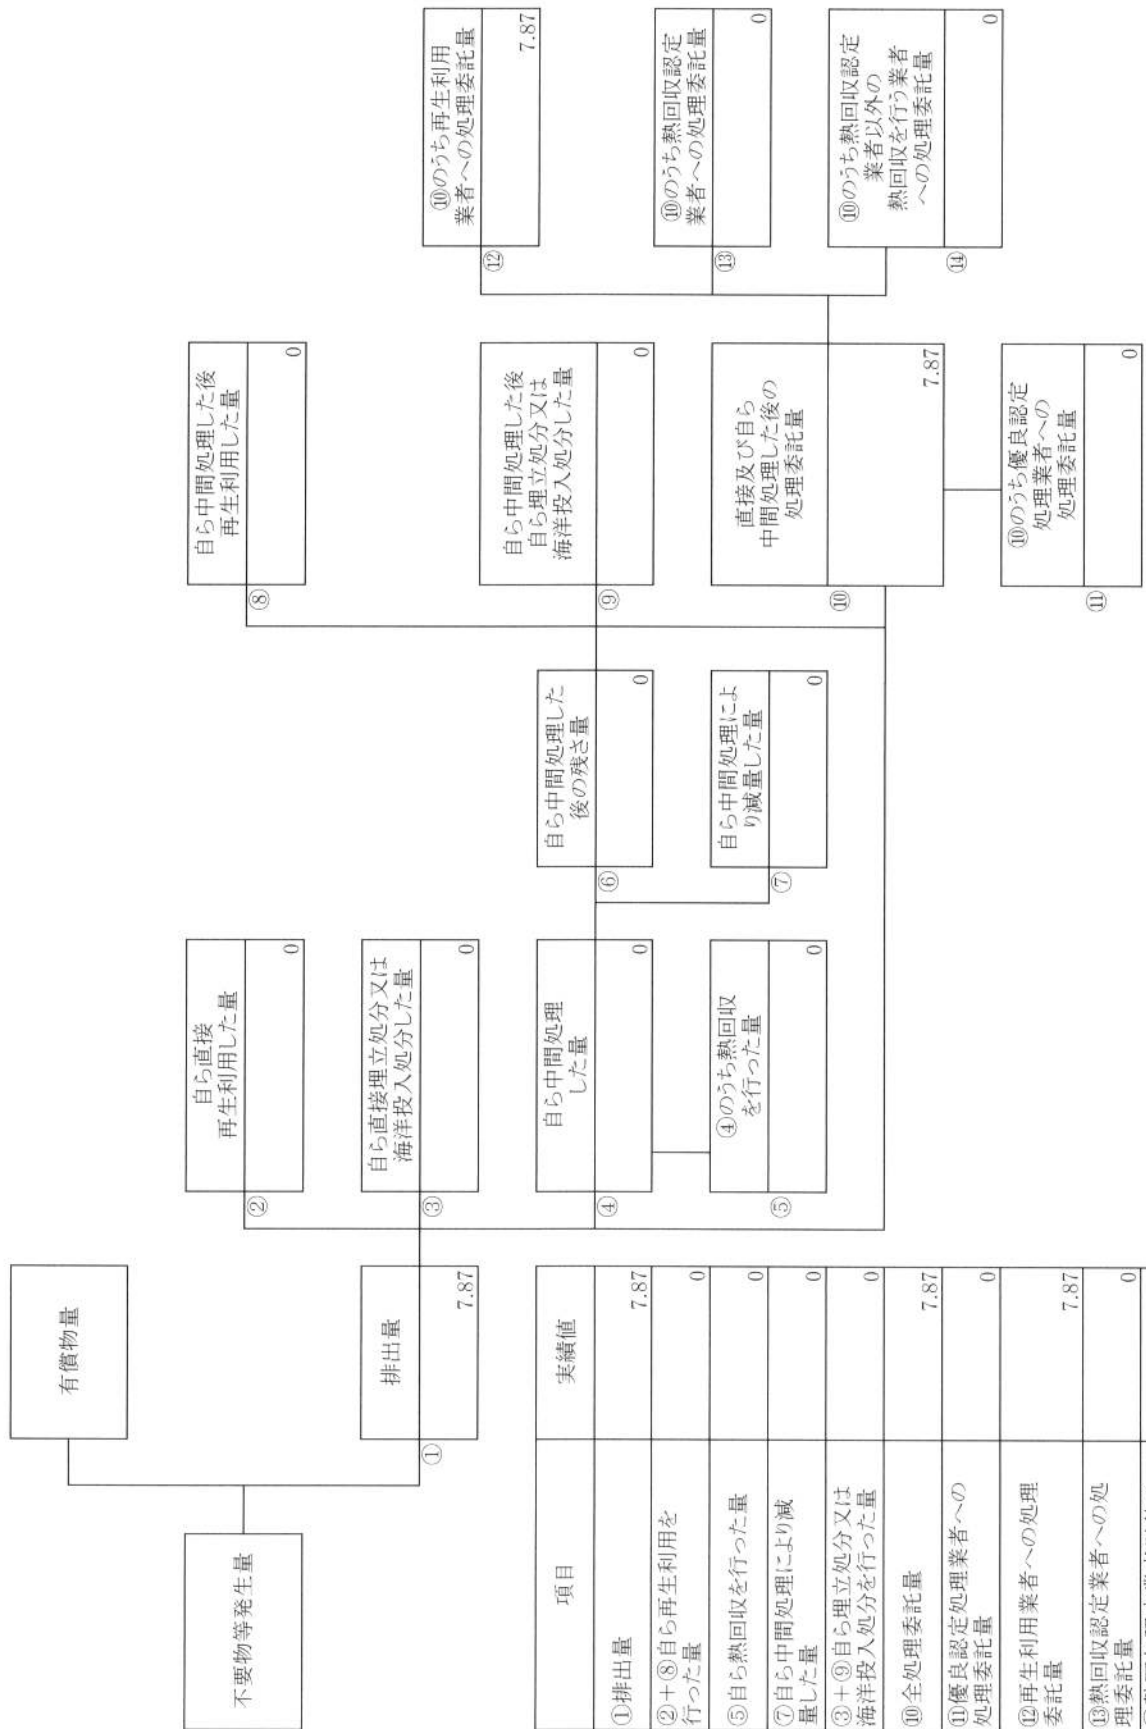 不要物等発生量
有償物量
排出量
①
7.87
②
自ら直接
再生利用した量
0
③
自ら直接埋立処分又は
海洋投入処分した量
0
④
自ら中間処理
した量
0
⑤
④のうち熱回収
を行った量
0
⑥
自ら中間処理した
後の残さ量
0
⑦
自ら中間処理によ
り減量した量
0
⑧
自ら中間処理した後
再生利用した量
0
⑨
自ら中間処理した後
自ら埋立処分又は
海洋投入処分した量
0
⑩
直接及び自ら
中間処理した後の
処理委託量
7.87
⑪
⑩のうち優良認定
処理業者への
処理委託量
0
⑫
⑩のうち再生利用
業者への処理委託量
7.87
⑬
⑩のうち熱回収認定
業者への処理委託量
0
⑭
⑩のうち熱回収認定
業者以外の
熱回収を行う業者
への処理委託量
0
項目 実績値
①排出量 7.87
②+⑧自ら再生利用を
行った量 0
⑤自ら熱回収を行った量 0
⑦自ら中間処理により減
量した量 0
③+⑨自ら埋立処分又は
海洋投入処分を行った量 0
⑩全処理委託量 7.87
⑪優良認定処理業者への
処理委託量 0
⑫再生利用業者への処理
委託量 7.87
⑬熱回収認定業者への処
理委託量 0